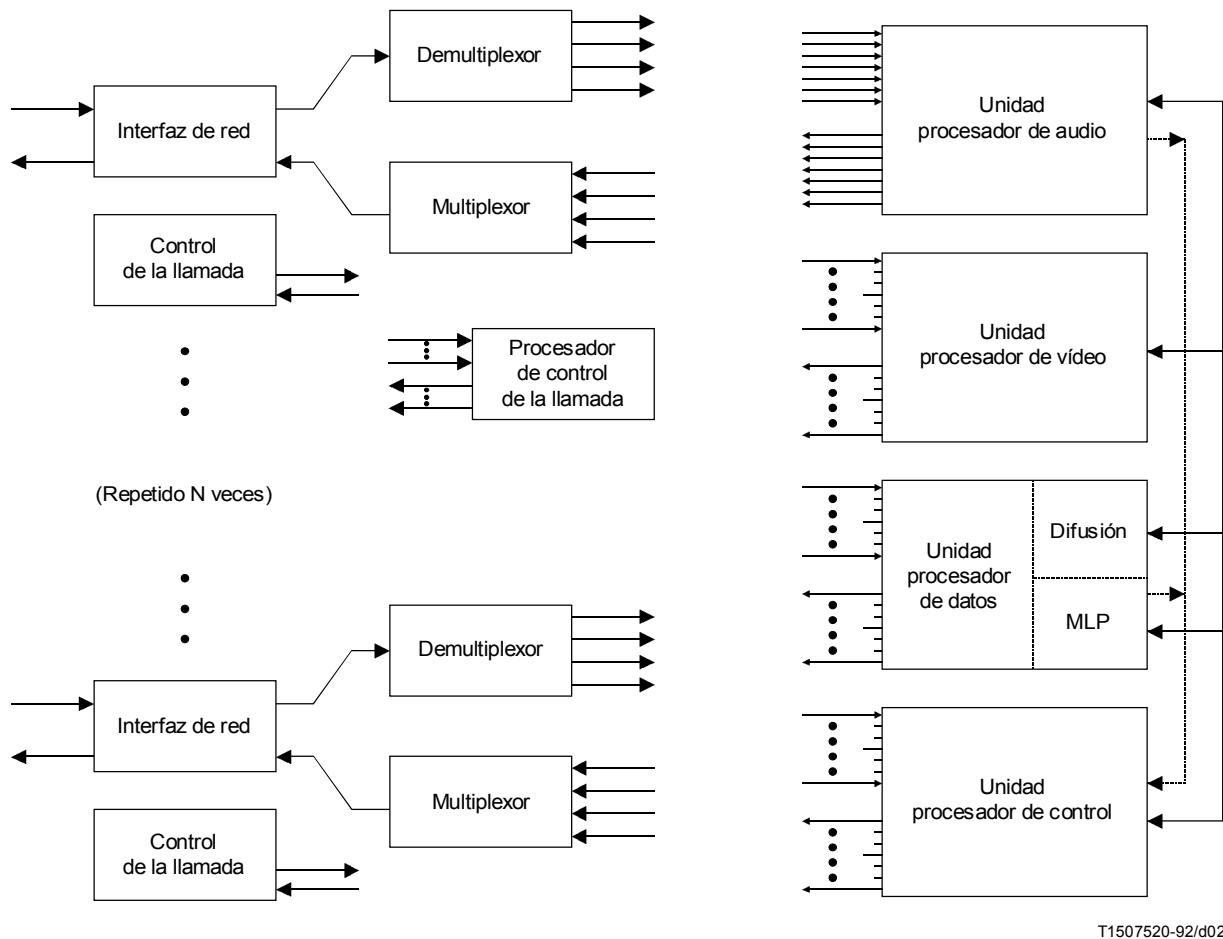 Demultiplexor
Interfaz de red
Multiplexor
Control
de la llamada
Procesador
de control
de la llamada
(Repetido N veces)
Demultiplexor
Interfaz de red
Multiplexor
Control
de la llamada
Unidad
procesador de audio
Unidad
procesador de vídeo
Unidad
procesador
de datos
Difusión
MLP
Unidad
procesador de control
T1507520-92/d02